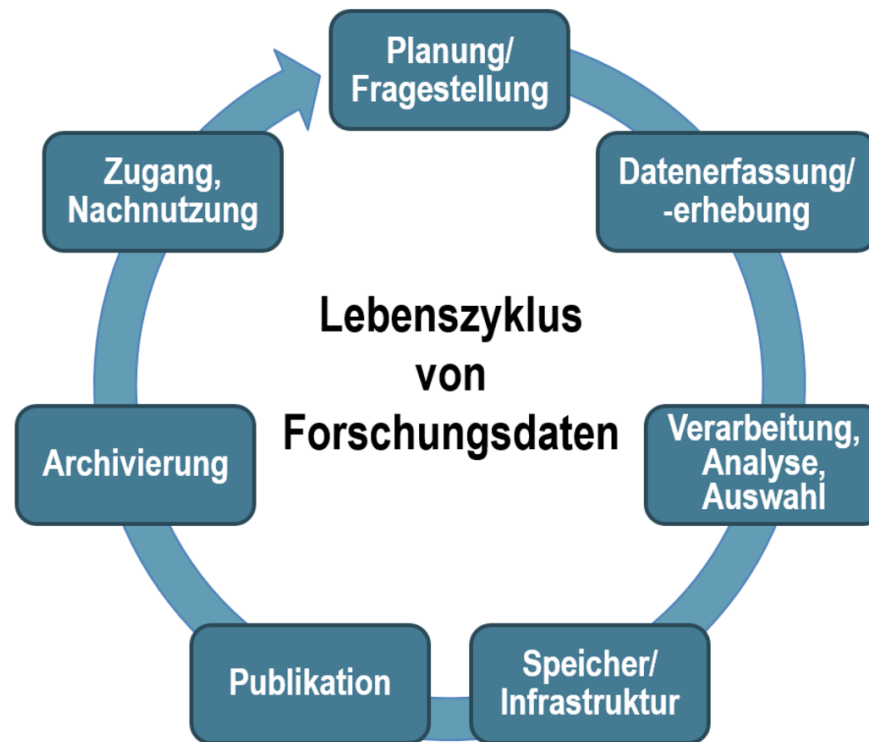 Planung/
Fragestellung
Datenerfassung/
-erhebung
Verarbeitung,
Analyse,
Auswahl
Speicher/
Infrastruktur
Publikation
Archivierung
Zugang,
Nachnutzung
Lebenszyklus
von
Forschungsdaten